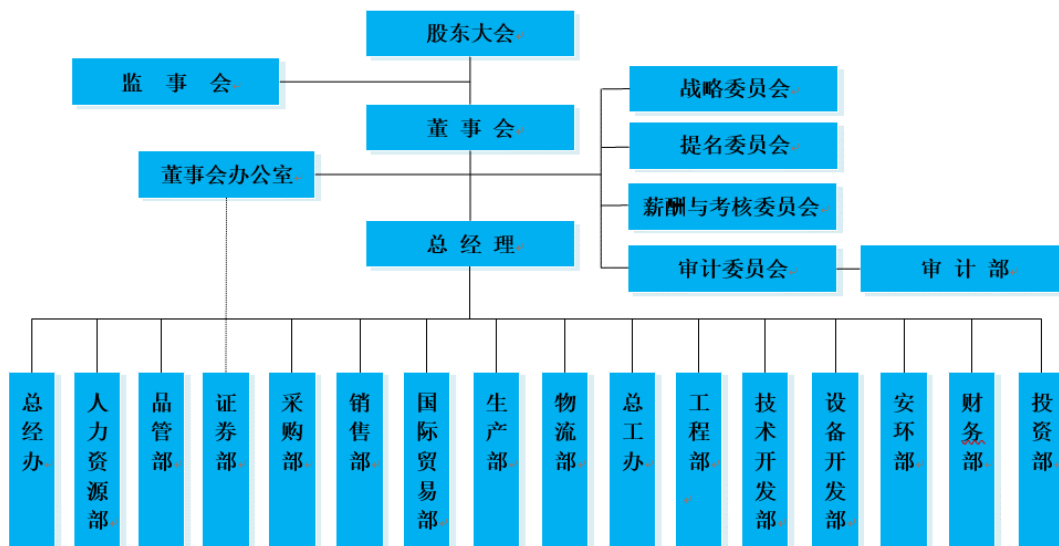 股东大会
监 事 会
战略委员会
董 事 会
提名委员会
董事会办公室
薪酬与考核委员会
总 经 理
审计委员会
审 计 部
总经办
人力资源部
品管部
证券部
采购部
销售部
国际贸易部
生产部
物流部
总工办
工程部
技术开发部
设备开发部
安环部
财务部
投资部